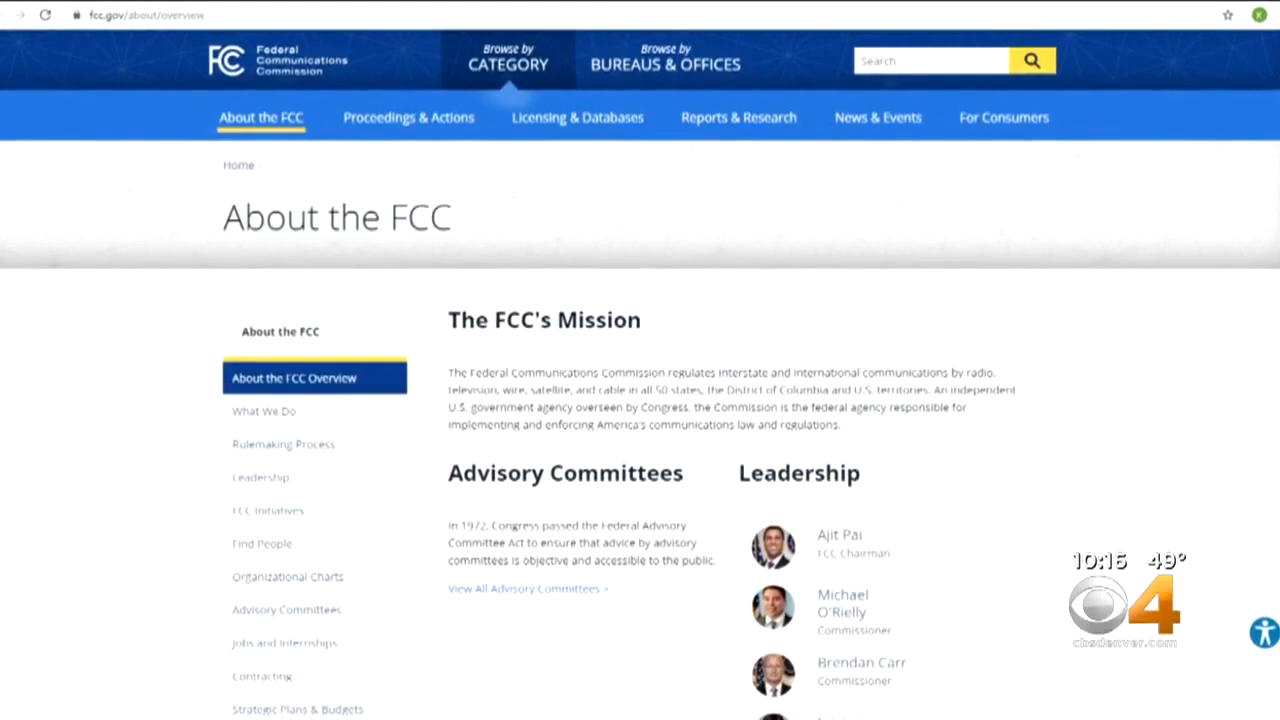 fcc.gov/about/overview
K
FCC
Federal
Communications
Commission
Browse by
CATEGORY
Browse by
BUREAUS & OFFICES
Search
About the FCC
Proceedings & Actions
Licensing & Databases
Reports & Research
News & Events
For Consumers
Home
About the FCC
About the FCC
About the FCC Overview
What We Do
Rulemaking Process
Leadership
FCC Initiatives
Find People
Organizational Charts
Advisory Committees
Jobs and Internships
Contracting
Strategic Plans & Budgets
The FCC's Mission
The Federal Communications Commission regulates interstate and international communications by radio,
television, wire, satellite, and cable in all 50 states, the District of Columbia and U.S. territories. An independent
U.S. government agency overseen by Congress, the Commission is the federal agency responsible for
implementing and enforcing America's communications law and regulations.
Advisory Committees
In 1972, Congress passed the Federal Advisory
Committee Act to ensure that advice by advisory
committees is objective and accessible to the public.
View All Advisory Committees >
Leadership
Ajit Pai
FCC Chairman
Michael
O'Rielly
Commissioner
Brendan Carr
Commissioner
10:15 49°
4
cbsdenver.com